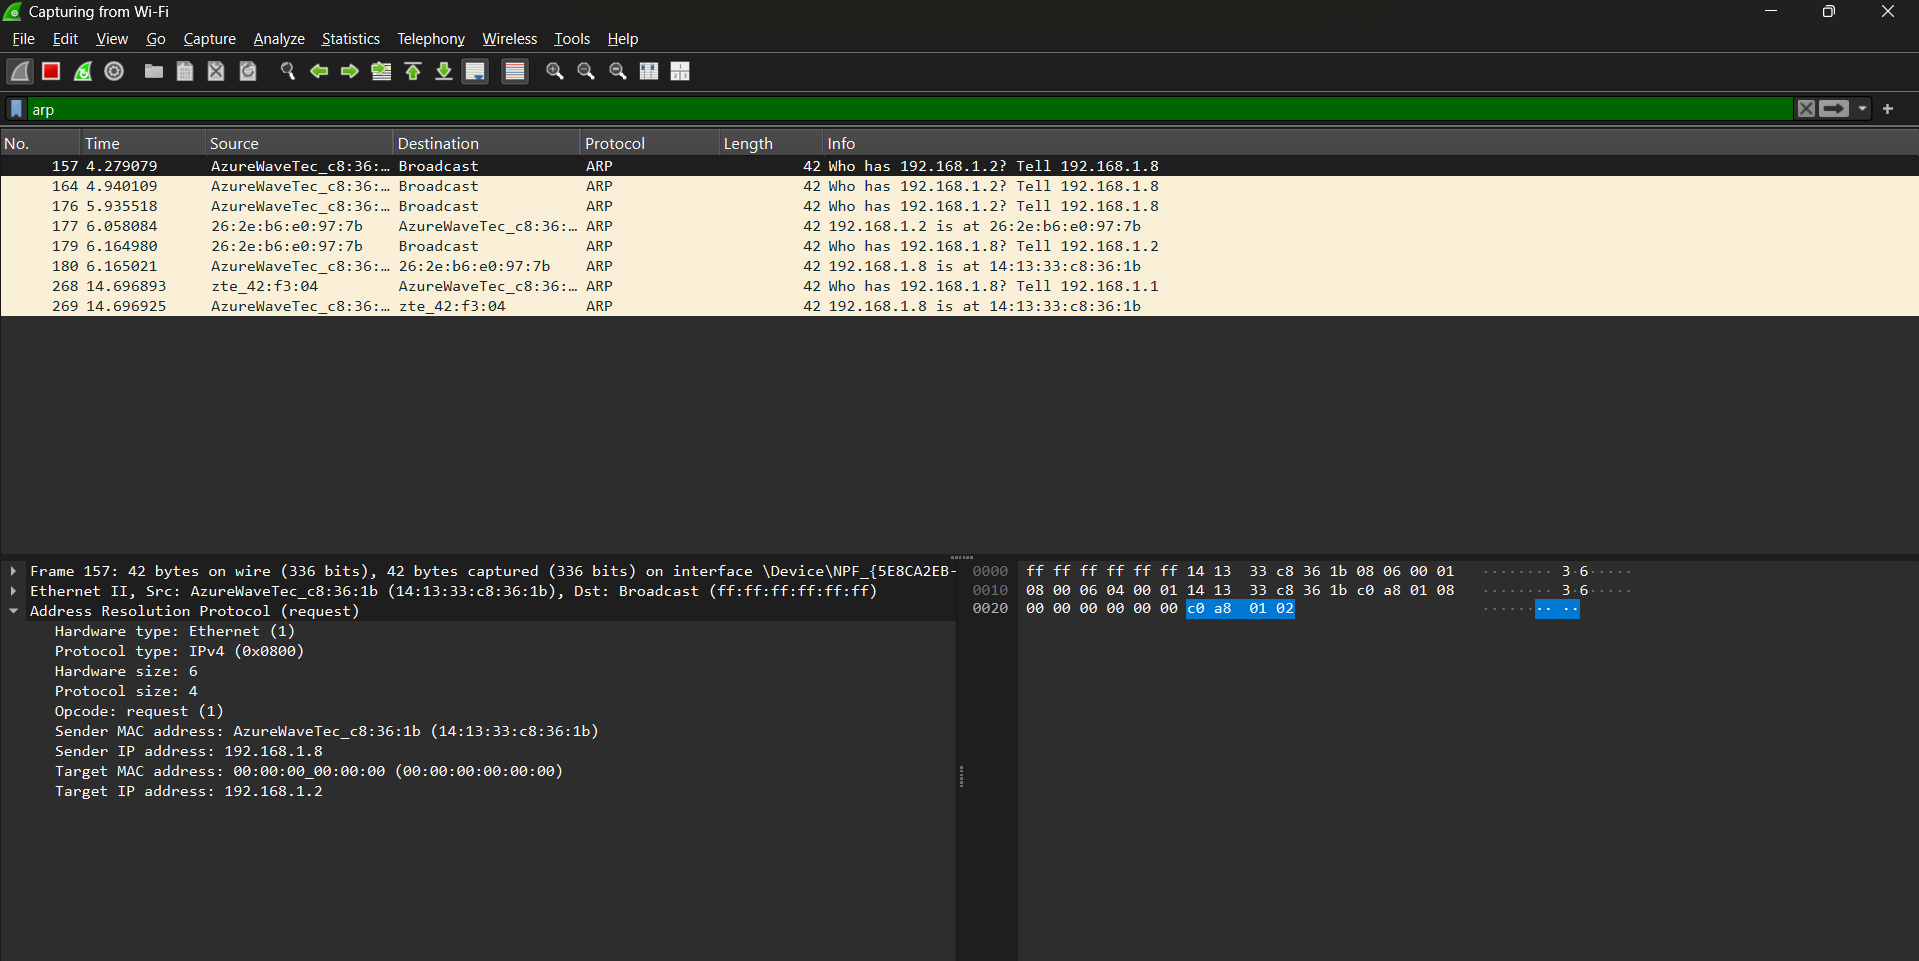 Capturing from Wi-Fi
File Edit View Go Capture Analyze Statistics Telephony Wireless Tools Help
arp
No. Time Source Destination Protocol Length Info
157 4.279079 AzureWaveTec_c8:36:… Broadcast ARP 42 Who has 192.168.1.2? Tell 192.168.1.8
164 4.940109 AzureWaveTec_c8:36:… Broadcast ARP 42 Who has 192.168.1.2? Tell 192.168.1.8
176 5.935518 AzureWaveTec_c8:36:… Broadcast ARP 42 Who has 192.168.1.2? Tell 192.168.1.8
177 6.058084 26:2e:b6:e0:97:7b AzureWaveTec_c8:36:… ARP 42 192.168.1.2 is at 26:2e:b6:e0:97:7b
179 6.164980 26:2e:b6:e0:97:7b Broadcast ARP 42 Who has 192.168.1.8? Tell 192.168.1.2
180 6.165021 AzureWaveTec_c8:36:… 26:2e:b6:e0:97:7b ARP 42 192.168.1.8 is at 14:13:33:c8:36:1b
268 14.696893 zte_42:f3:04 AzureWaveTec_c8:36:… ARP 42 Who has 192.168.1.8? Tell 192.168.1.1
269 14.696925 AzureWaveTec_c8:36:… zte_42:f3:04 ARP 42 192.168.1.8 is at 14:13:33:c8:36:1b
Frame 157: 42 bytes on wire (336 bits), 42 bytes captured (336 bits) on interface \Device\NPF_{5E8CA2EB-
Ethernet II, Src: AzureWaveTec_c8:36:1b (14:13:33:c8:36:1b), Dst: Broadcast (ff:ff:ff:ff:ff:ff)
Address Resolution Protocol (request)
Hardware type: Ethernet (1)
Protocol type: IPv4 (0x0800)
Hardware size: 6
Protocol size: 4
Opcode: request (1)
Sender MAC address: AzureWaveTec_c8:36:1b (14:13:33:c8:36:1b)
Sender IP address: 192.168.1.8
Target MAC address: 00:00:00_00:00:00 (00:00:00:00:00:00)
Target IP address: 192.168.1.2
0000 ff ff ff ff ff ff 14 13 33 c8 36 1b 08 06 00 01 ········ 3·6·····
0010 08 00 06 04 00 01 14 13 33 c8 36 1b c0 a8 01 08 ········ 3·6·····
0020 00 00 00 00 00 00 c0 a8 01 02 ········ ··